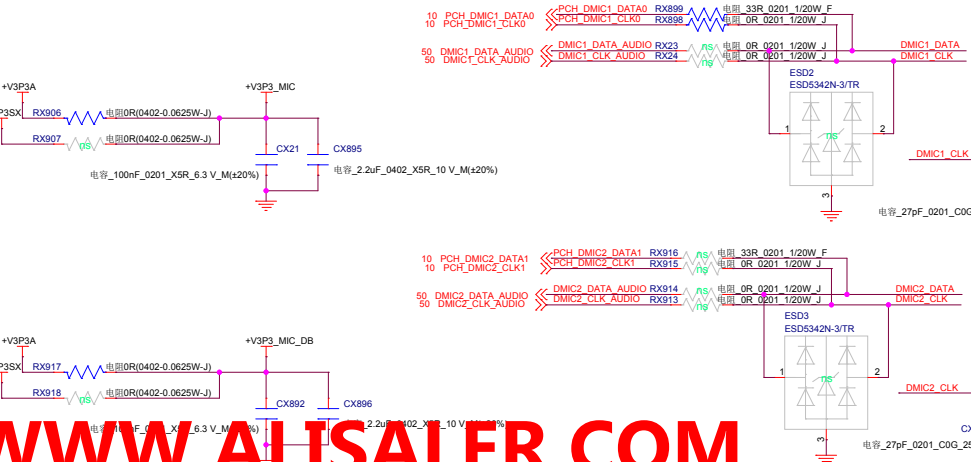 10 PCH_DMIC1_DATA0 PCH_DMIC1_DATA0 RX899 电阻_33R_0201_1/20W_F
10 PCH_DMIC1_CLK0 PCH_DMIC1_CLK0 RX898 电阻_0R_0201_1/20W_J
50 DMIC1_DATA_AUDIO DMIC1_DATA_AUDIO RX23 ns 电阻_0R_0201_1/20W_J DMIC1_DATA
50 DMIC1_CLK_AUDIO DMIC1_CLK_AUDIO RX24 ns 电阻_0R_0201_1/20W_J DMIC1_CLK
ESD2
ESD5342N-3/TR
+V3P3A +V3P3_MIC
P3SX RX906 电阻0R(0402-0.0625W-J)
RX907 ns 电阻0R(0402-0.0625W-J)
1 ns 2
CX21 CX895
DMIC1_CLK
电容_100nF_0201_X5R_6.3 V_M(±20%) 电容_2.2uF_0402_X5R_10 V_M(±20%)
3
电容_27pF_0201_C0G
10 PCH_DMIC2_DATA1 PCH_DMIC2_DATA1 RX916 ns 电阻_33R_0201_1/20W_F
10 PCH_DMIC2_CLK1 PCH_DMIC2_CLK1 RX915 ns 电阻_0R_0201_1/20W_J
50 DMIC2_DATA_AUDIO DMIC2_DATA_AUDIO RX914 ns 电阻_0R_0201_1/20W_J DMIC2_DATA
50 DMIC2_CLK_AUDIO DMIC2_CLK_AUDIO RX913 ns 电阻_0R_0201_1/20W_J DMIC2_CLK
ESD3
ESD5342N-3/TR
+V3P3A +V3P3_MIC_DB
P3SX RX917 电阻0R(0402-0.0625W-J)
RX918 ns 电阻0R(0402-0.0625W-J)
1 ns 2
DMIC2_CLK
CX892 CX896
CX
3
电容_27pF_0201_C0G_25
WWW.ALISALER.COM